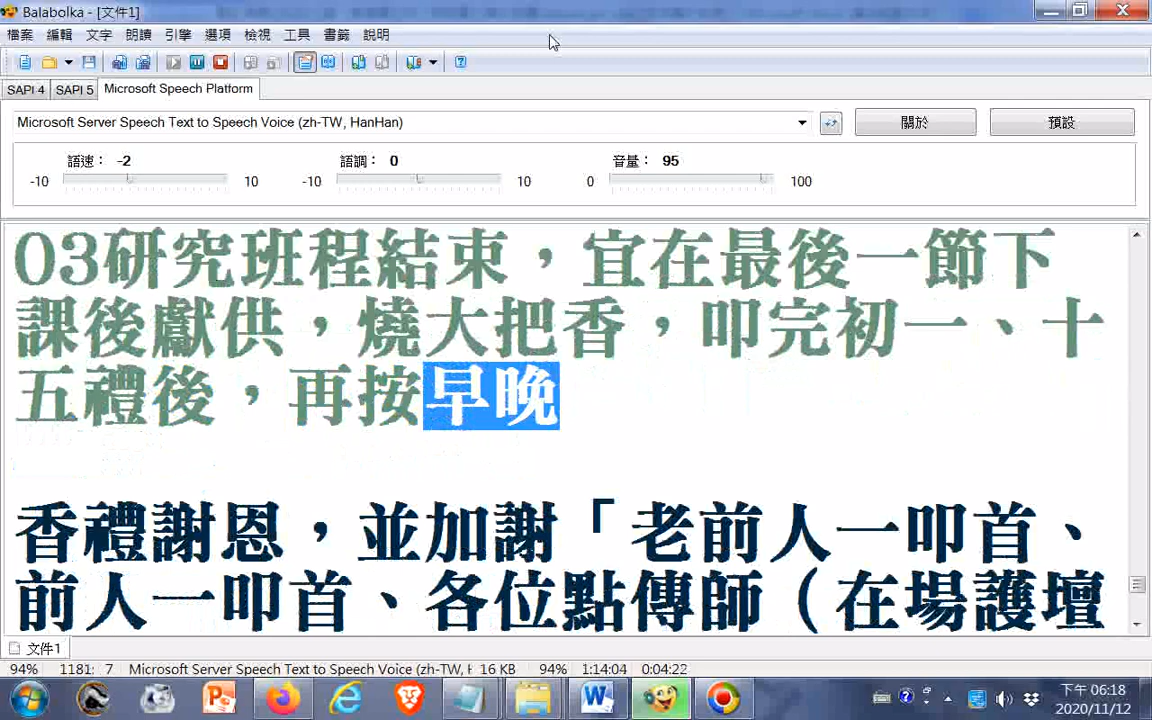 Balabolka - [文件1]
檔案 編輯 文字 朗讀 引擎 選項 檢視 工具 書籤 說明
SAPI 4 SAPI 5 Microsoft Speech Platform
Microsoft Server Speech Text to Speech Voice (zh-TW, HanHan) 關於 預設
語速： -2 語調： 0 音量： 95
-10 10 -10 10 0 100
03研究班程結束，宜在最後一節下
課後獻供，燒大把香，叩完初一、十
五禮後，再按早晚
香禮謝恩，並加謝「老前人一叩首、
前人一叩首、各位點傳師（在場護壇
文件1
94% 1181: 7 Microsoft Server Speech Text to Speech Voice (zh-TW, H 16 KB 94% 1:14:04 0:04:22
下午 06:18
2020/11/12